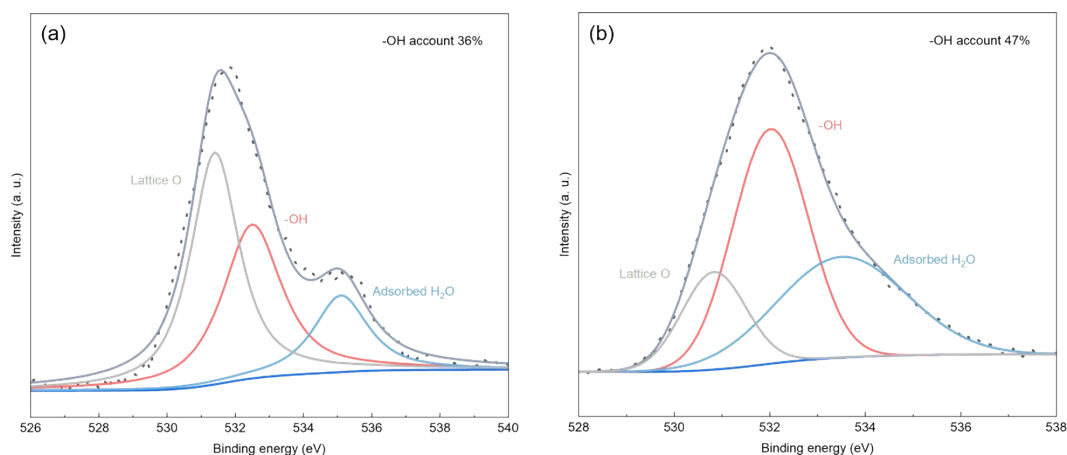 (a)
-OH account 36%
Lattice O
-OH
Adsorbed H2O
Intensity (a. u.)
526 528 530 532 534 536 538 540
Binding energy (eV)
(b)
-OH account 47%
-OH
Lattice O
Adsorbed H2O
Intensity (a. u.)
528 530 532 534 536 538
Binding energy (eV)